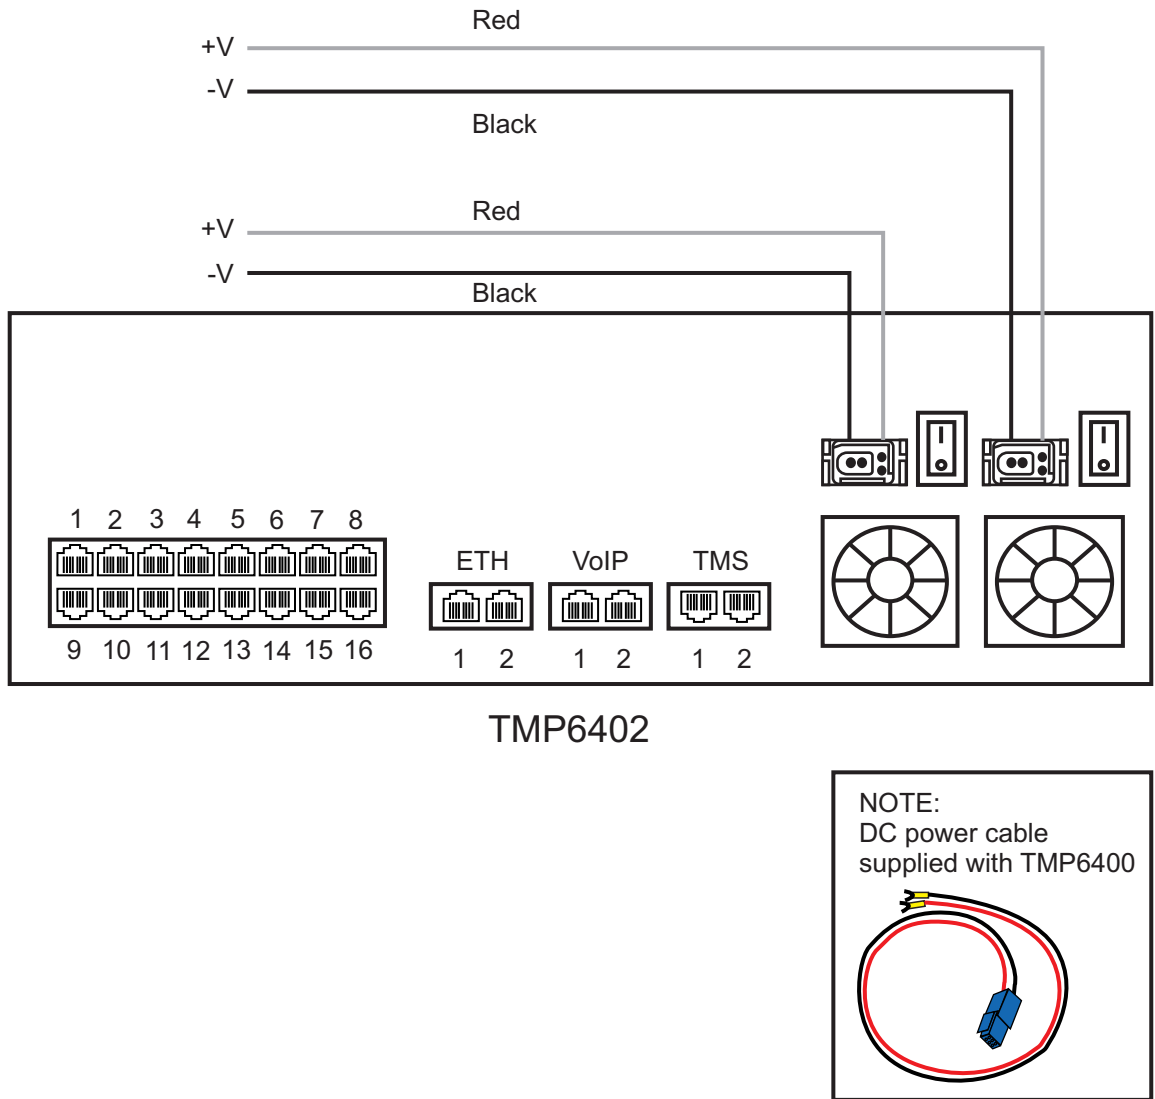 Red
+V
-V
Black
Red
+V
-V
Black
1 2 3 4 5 6 7 8
ETH VoIP TMS
9 10 11 12 13 14 15 16
1 2 1 2 1 2
TMP6402
NOTE:
DC power cable
supplied with TMP6400